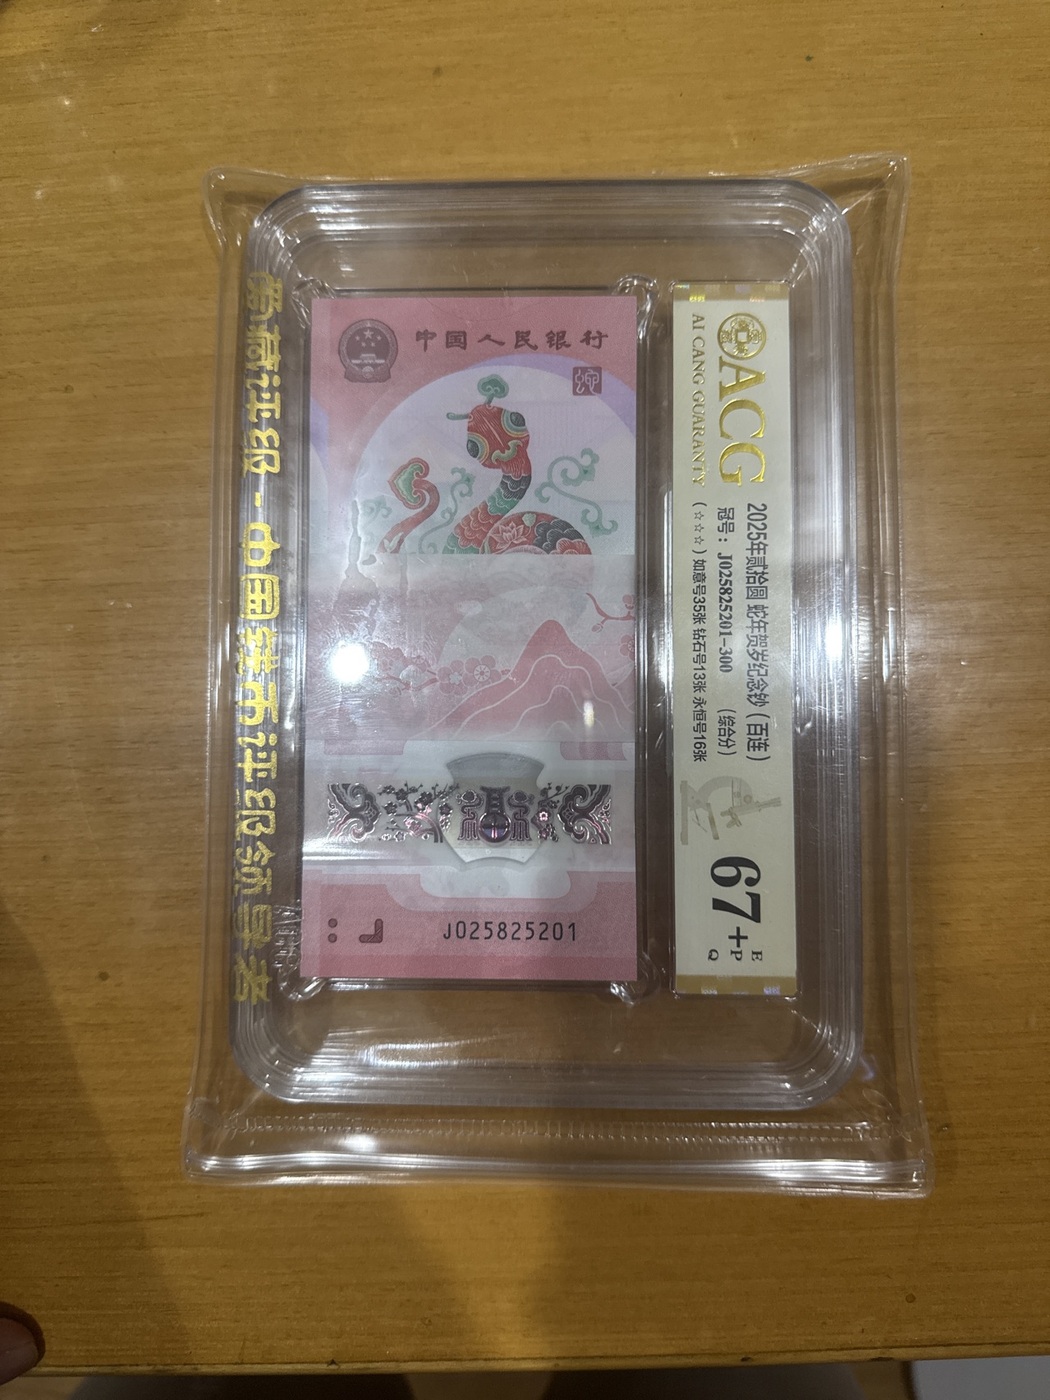 中国人民银行
J025825201
ACG
AI CANG GUARANTY
2025年贰拾圆 蛇年贺岁纪念钞（百连）
冠号：J025825201-300 （综合分）
（☆☆☆）如意号35张 钻石号13张 永恒号16张
67+
E
P
Q
爱藏评级-中国钱币评级领导者